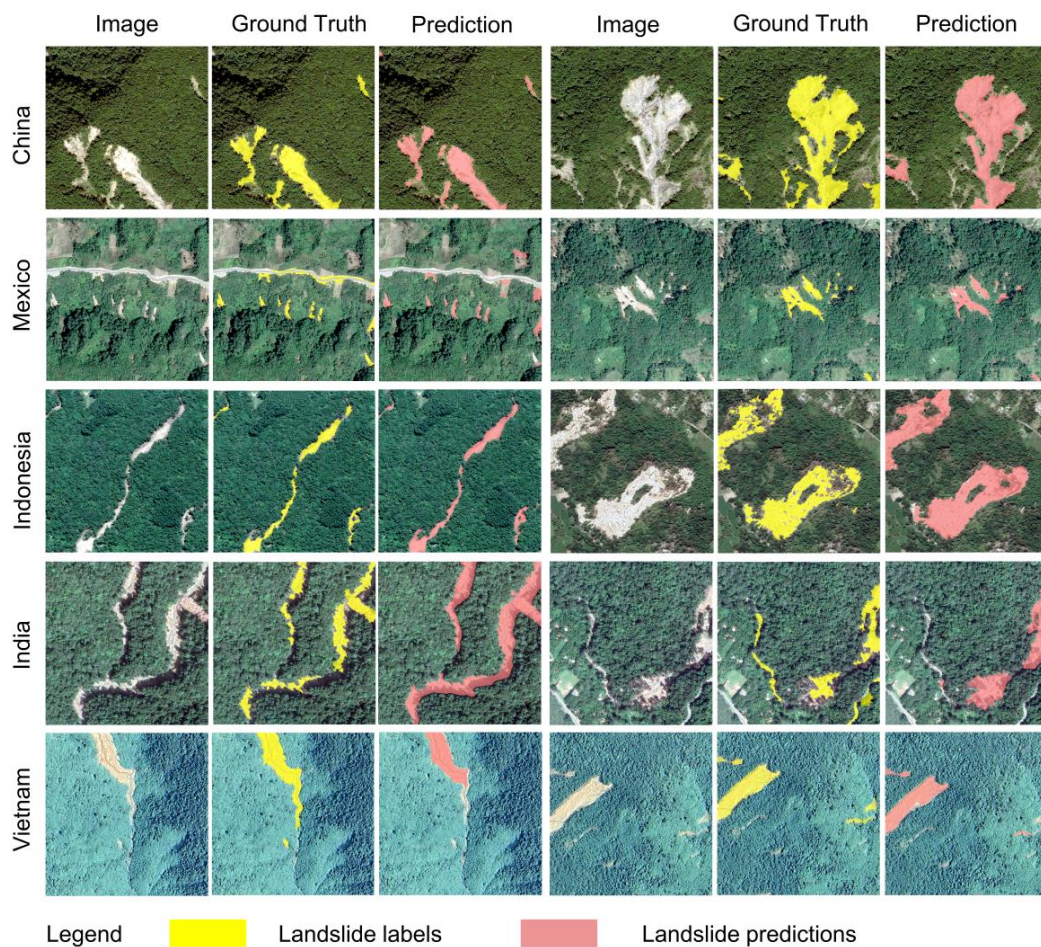 Image Ground Truth Prediction Image Ground Truth Prediction
China
Mexico
Indonesia
India
Vietnam
Legend Landslide labels Landslide predictions